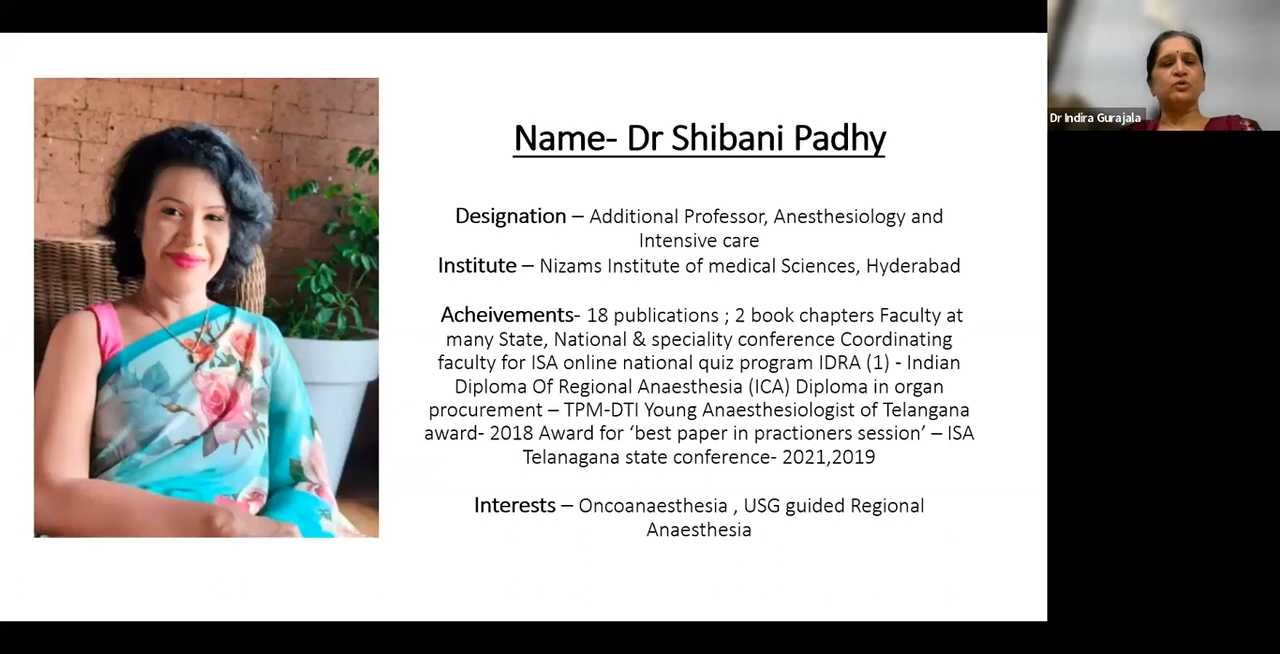 Name- Dr Shibani Padhy
Designation – Additional Professor, Anesthesiology and
Intensive care
Institute – Nizams Institute of medical Sciences, Hyderabad
Acheivements- 18 publications ; 2 book chapters Faculty at
many State, National & speciality conference Coordinating
faculty for ISA online national quiz program IDRA (1) - Indian
Diploma Of Regional Anaesthesia (ICA) Diploma in organ
procurement – TPM-DTI Young Anaesthesiologist of Telangana
award- 2018 Award for ‘best paper in practioners session’ – ISA
Telanagana state conference- 2021,2019
Interests – Oncoanaesthesia , USG guided Regional
Anaesthesia
Dr Indira Gurajala